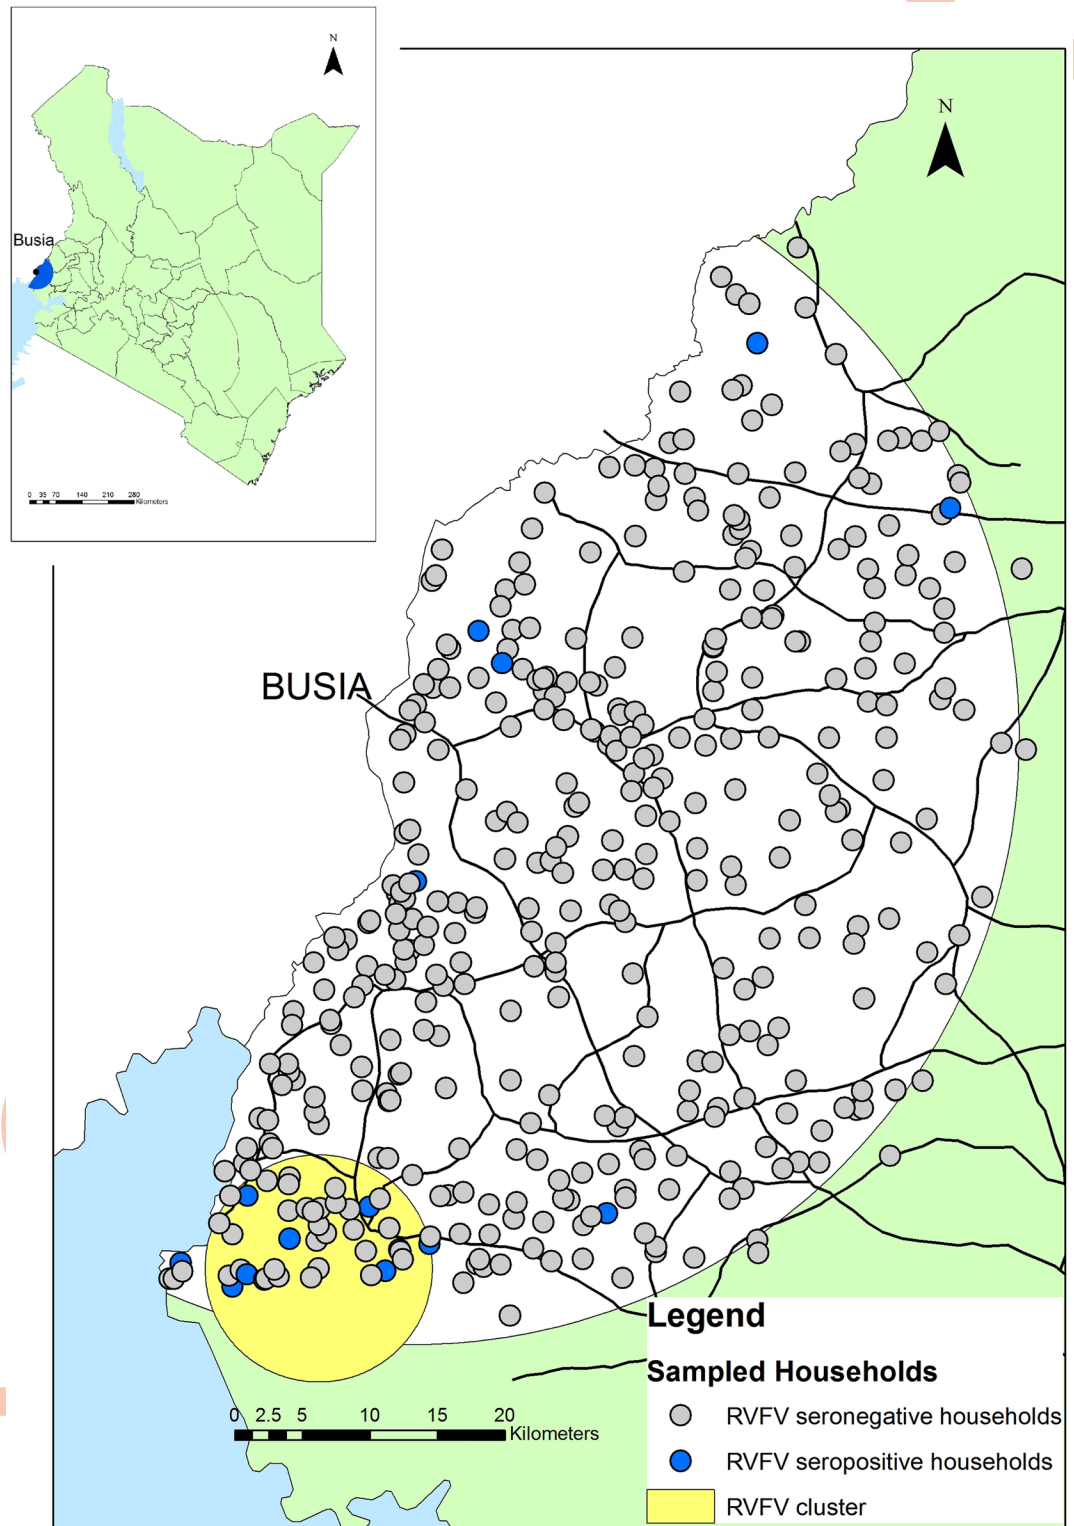 N
Busia
0 35 70 140 210 280
Kilometers
N
BUSIA
0 2.5 5 10 15 20
Kilometers
Legend
Sampled Households
RVFV seronegative households
RVFV seropositive households
RVFV cluster